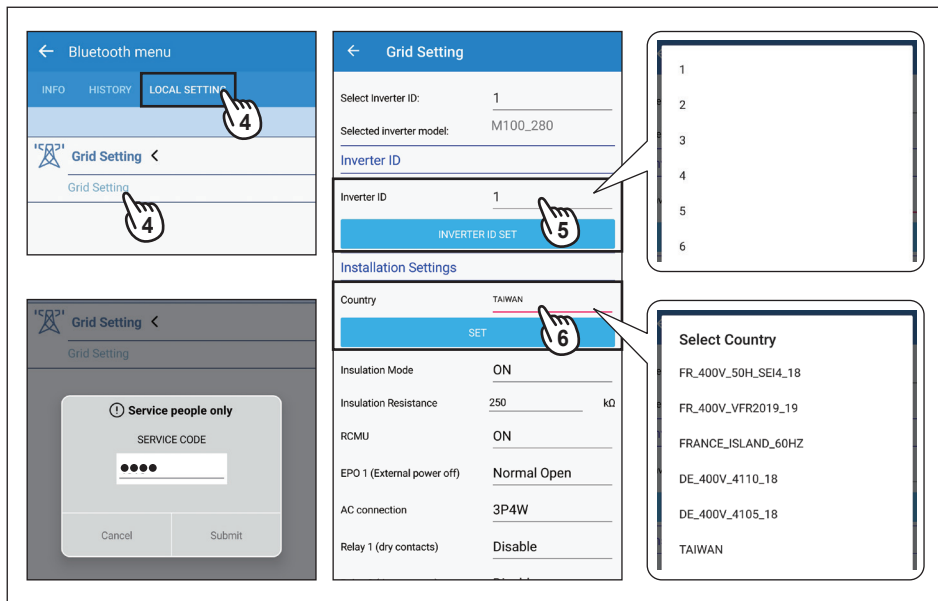 ← Bluetooth menu
INFO HISTORY LOCAL SETTING
4
Grid Setting <
Grid Setting
4
Grid Setting <
Grid Setting
! Service people only
SERVICE CODE
●●●●
Cancel Submit
← Grid Setting
Select Inverter ID: 1
Selected inverter model: M100_280
Inverter ID
Inverter ID 1
5
INVERTER ID SET
Installation Settings
Country TAIWAN
6
SET
Insulation Mode ON
Insulation Resistance 250 kΩ
RCMU ON
EPO 1 (External power off) Normal Open
AC connection 3P4W
Relay 1 (dry contacts) Disable
1
2
3
4
5
6
Select Country
FR_400V_50H_SEI4_18
FR_400V_VFR2019_19
FRANCE_ISLAND_60HZ
DE_400V_4110_18
DE_400V_4105_18
TAIWAN